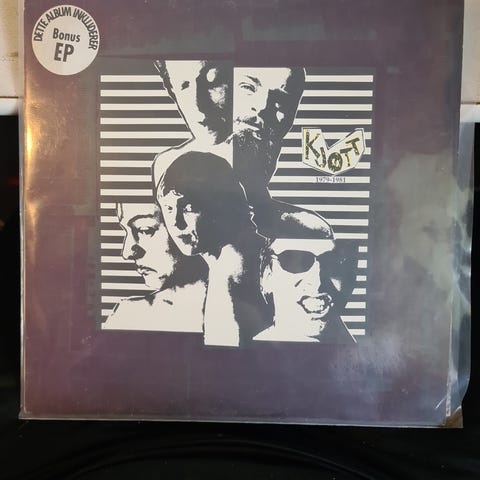 DETTE ALBUM INKLUDERER
Bonus
EP
KJØTT
1979-1981